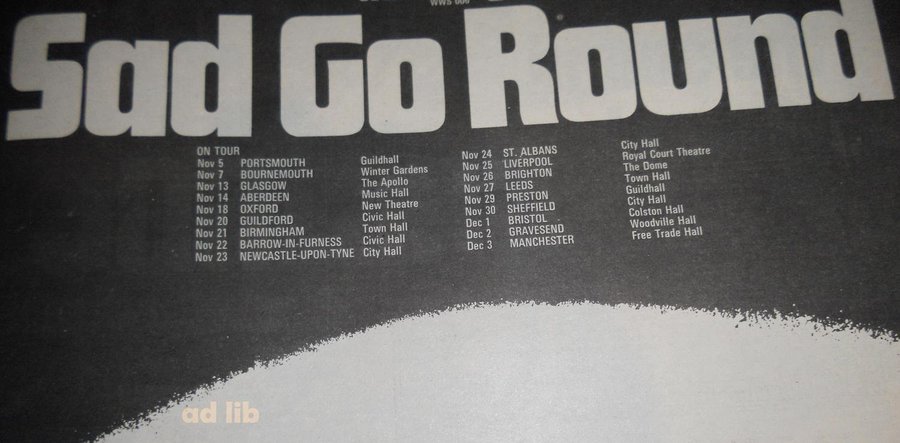 WWS 006
Sad Go Round
ON TOUR
Nov 5 PORTSMOUTH Guildhall
Nov 7 BOURNEMOUTH Winter Gardens
Nov 13 GLASGOW The Apollo
Nov 14 ABERDEEN Music Hall
Nov 18 OXFORD New Theatre
Nov 20 GUILDFORD Civic Hall
Nov 21 BIRMINGHAM Town Hall
Nov 22 BARROW-IN-FURNESS Civic Hall
Nov 23 NEWCASTLE-UPON-TYNE City Hall
Nov 24 ST. ALBANS City Hall
Nov 25 LIVERPOOL Royal Court Theatre
Nov 26 BRIGHTON The Dome
Nov 27 LEEDS Town Hall
Nov 29 PRESTON Guildhall
Nov 30 SHEFFIELD City Hall
Dec 1 BRISTOL Colston Hall
Dec 2 GRAVESEND Woodville Hall
Dec 3 MANCHESTER Free Trade Hall
ad lib